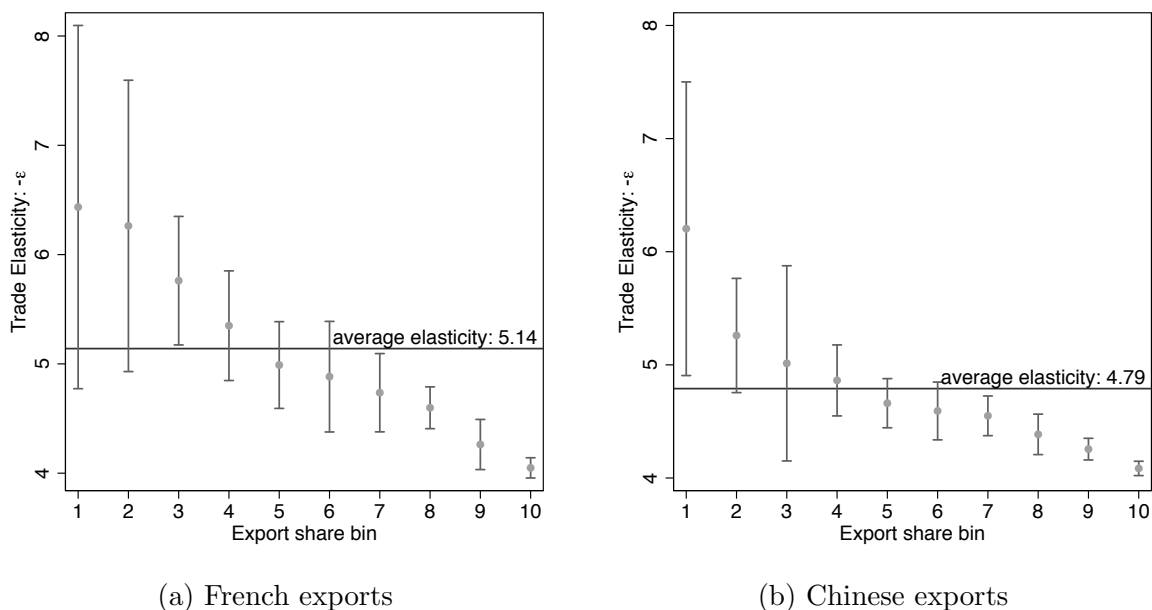 8
7
6
5
4
Trade Elasticity: -ε
average elasticity: 5.14
1 2 3 4 5 6 7 8 9 10
Export share bin
(a) French exports
8
7
6
5
4
Trade Elasticity: -ε
average elasticity: 4.79
1 2 3 4 5 6 7 8 9 10
Export share bin
(b) Chinese exports